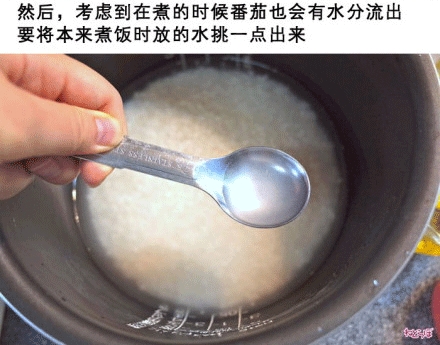 然后，考虑到在煮的时候番茄也会有水分流出
要将本来煮饭时放的水挑一点出来